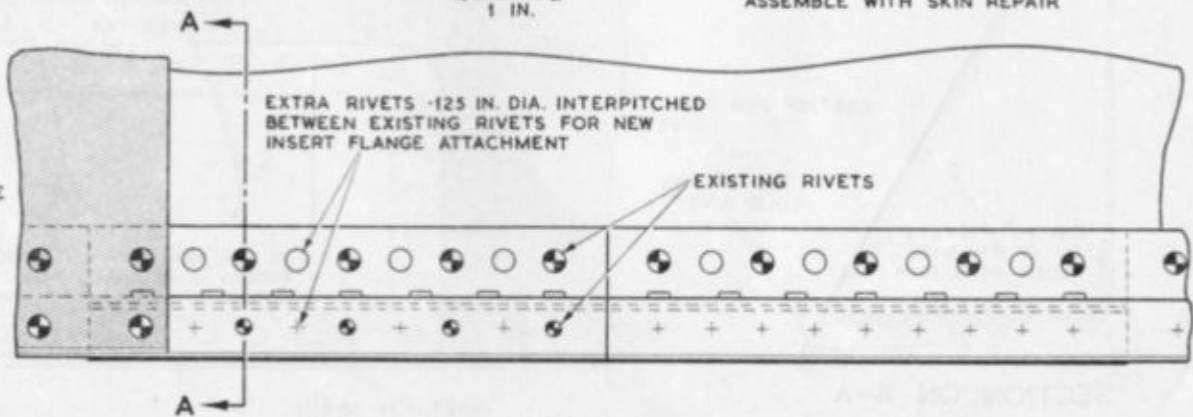 1 IN.
ASSEMBLE WITH SKIN REPAIR
A
EXTRA RIVETS ·125 IN. DIA. INTERPITCHED
BETWEEN EXISTING RIVETS FOR NEW
INSERT FLANGE ATTACHMENT
EXISTING RIVETS
A